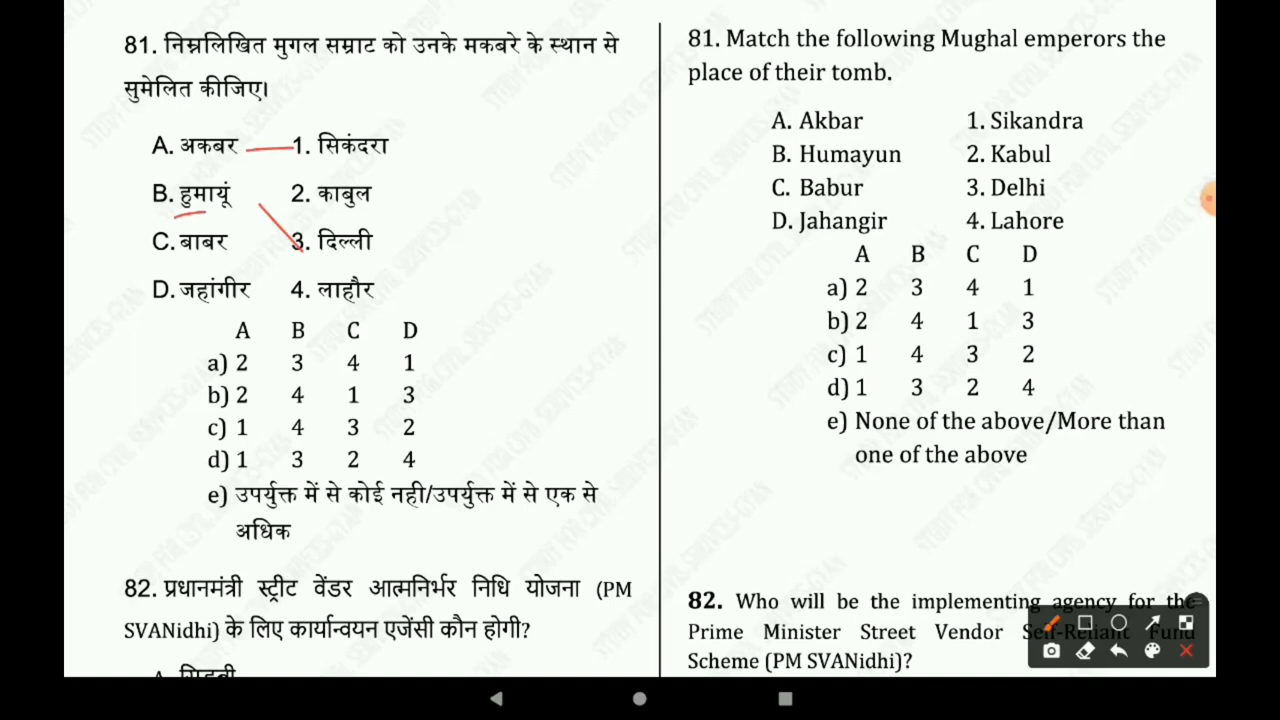 81. निम्नलिखित मुगल सम्राट को उनके मकबरे के स्थान से
सुमेलित कीजिए।
A. अकबर 1. सिकंदरा
B. हुमायूं 2. काबुल
C. बाबर 3. दिल्ली
D. जहांगीर 4. लाहौर
A B C D
a) 2 3 4 1
b) 2 4 1 3
c) 1 4 3 2
d) 1 3 2 4
e) उपर्युक्त में से कोई नही/उपर्युक्त में से एक से
अधिक
82. प्रधानमंत्री स्ट्रीट वेंडर आत्मनिर्भर निधि योजना (PM
SVANidhi) के लिए कार्यान्वयन एजेंसी कौन होगी?
81. Match the following Mughal emperors the
place of their tomb.
A. Akbar 1. Sikandra
B. Humayun 2. Kabul
C. Babur 3. Delhi
D. Jahangir 4. Lahore
A B C D
a) 2 3 4 1
b) 2 4 1 3
c) 1 4 3 2
d) 1 3 2 4
e) None of the above/More than
one of the above
82. Who will be the implementing agency for the
Prime Minister Street Vendor Self-Reliant Fund
Scheme (PM SVANidhi)?